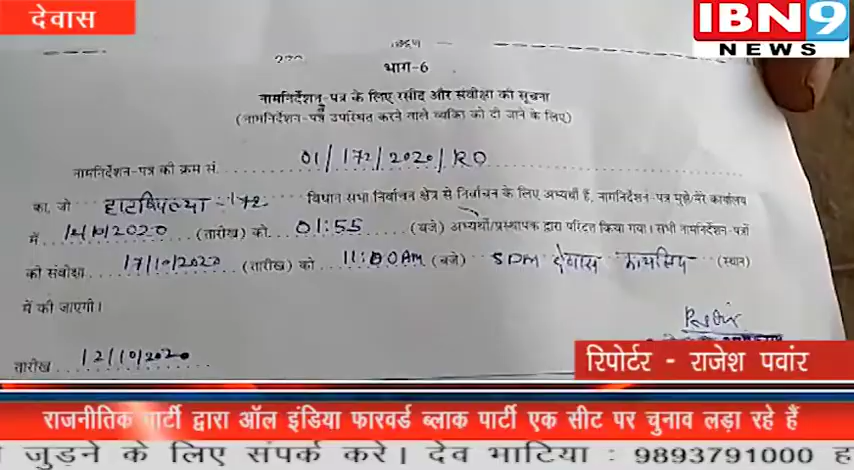 देवास
IBN9
NEWS
भाग-6
नामनिर्देशन-पत्र के लिए रसीद और संवीक्षा की सूचना
(नामनिर्देशन-पत्र उपस्थित करने वाले व्यक्ति को दी जाने के लिए)
नामनिर्देशन-पत्र की क्रम सं. 01/172/2020/RO
का, जो हाटपिपल्या -172 विधान सभा निर्वाचन क्षेत्र से निर्वाचन के लिए अभ्यर्थी है, नामनिर्देशन-पत्र मुझे/मेरे कार्यालय
में 12/10/2020 (तारीख) को 01:55 (बजे) अभ्यर्थी/प्रस्थापक द्वारा परिदत्त किया गया। सभी नामनिर्देशन-पत्रों
की संवीक्षा 17/10/2020 (तारीख) को 11:00AM (बजे) SDM देवास (स्थान)
में की जाएगी।
तारीख 12/10/2020
रिपोर्टर - राजेश पवांर
राजनीतिक पार्टी द्वारा ऑल इंडिया फारवर्ड ब्लाक पार्टी एक सीट पर चुनाव लड़ा रहे हैं
जुड़ने के लिए संपर्क करे। देव भाटिया : 9893791000